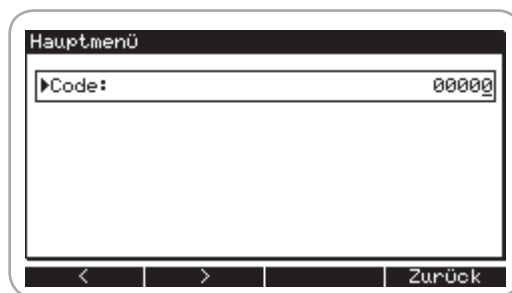 Hauptmenü
▶Code: 00000
< > Zurück